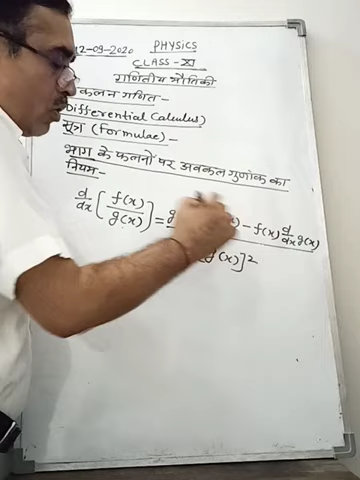 12-09-2020 PHYSICS
CLASS-XI
गणितीय भौतिकी
कलन गणित-
Differential Calculus)
सूत्र (Formulae)-
भाग के फलनों पर अवकल गुणांक का
नियम-
d/dx [f(x)/g(x)] = g (x) - f(x) d/dx g(x)
g(x)]²